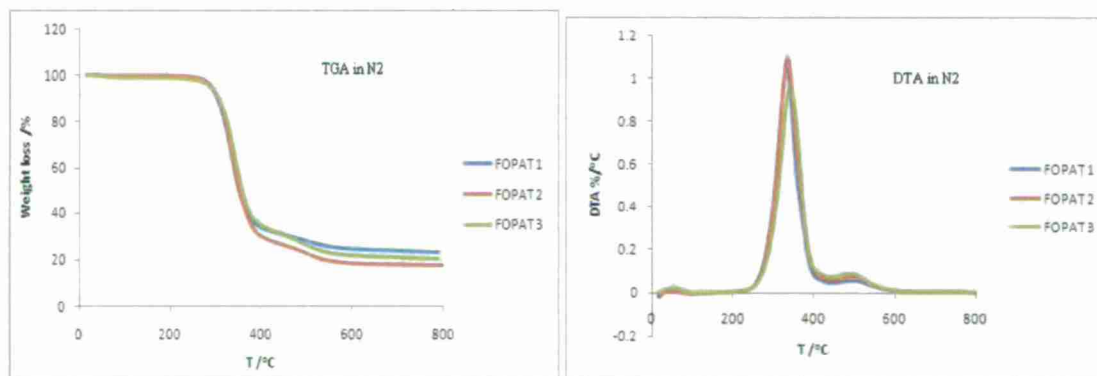 TGA in N2
Weight loss /%
120
100
80
60
40
20
0
0 200 400 600 800
T /°C
FOPAT1
FOPAT2
FOPAT3
DTA in N2
DTA %/°C
1.2
1
0.8
0.6
0.4
0.2
0
-0.2
0 200 400 600 800
T /°C
FOPAT1
FOPAT2
FOPAT3